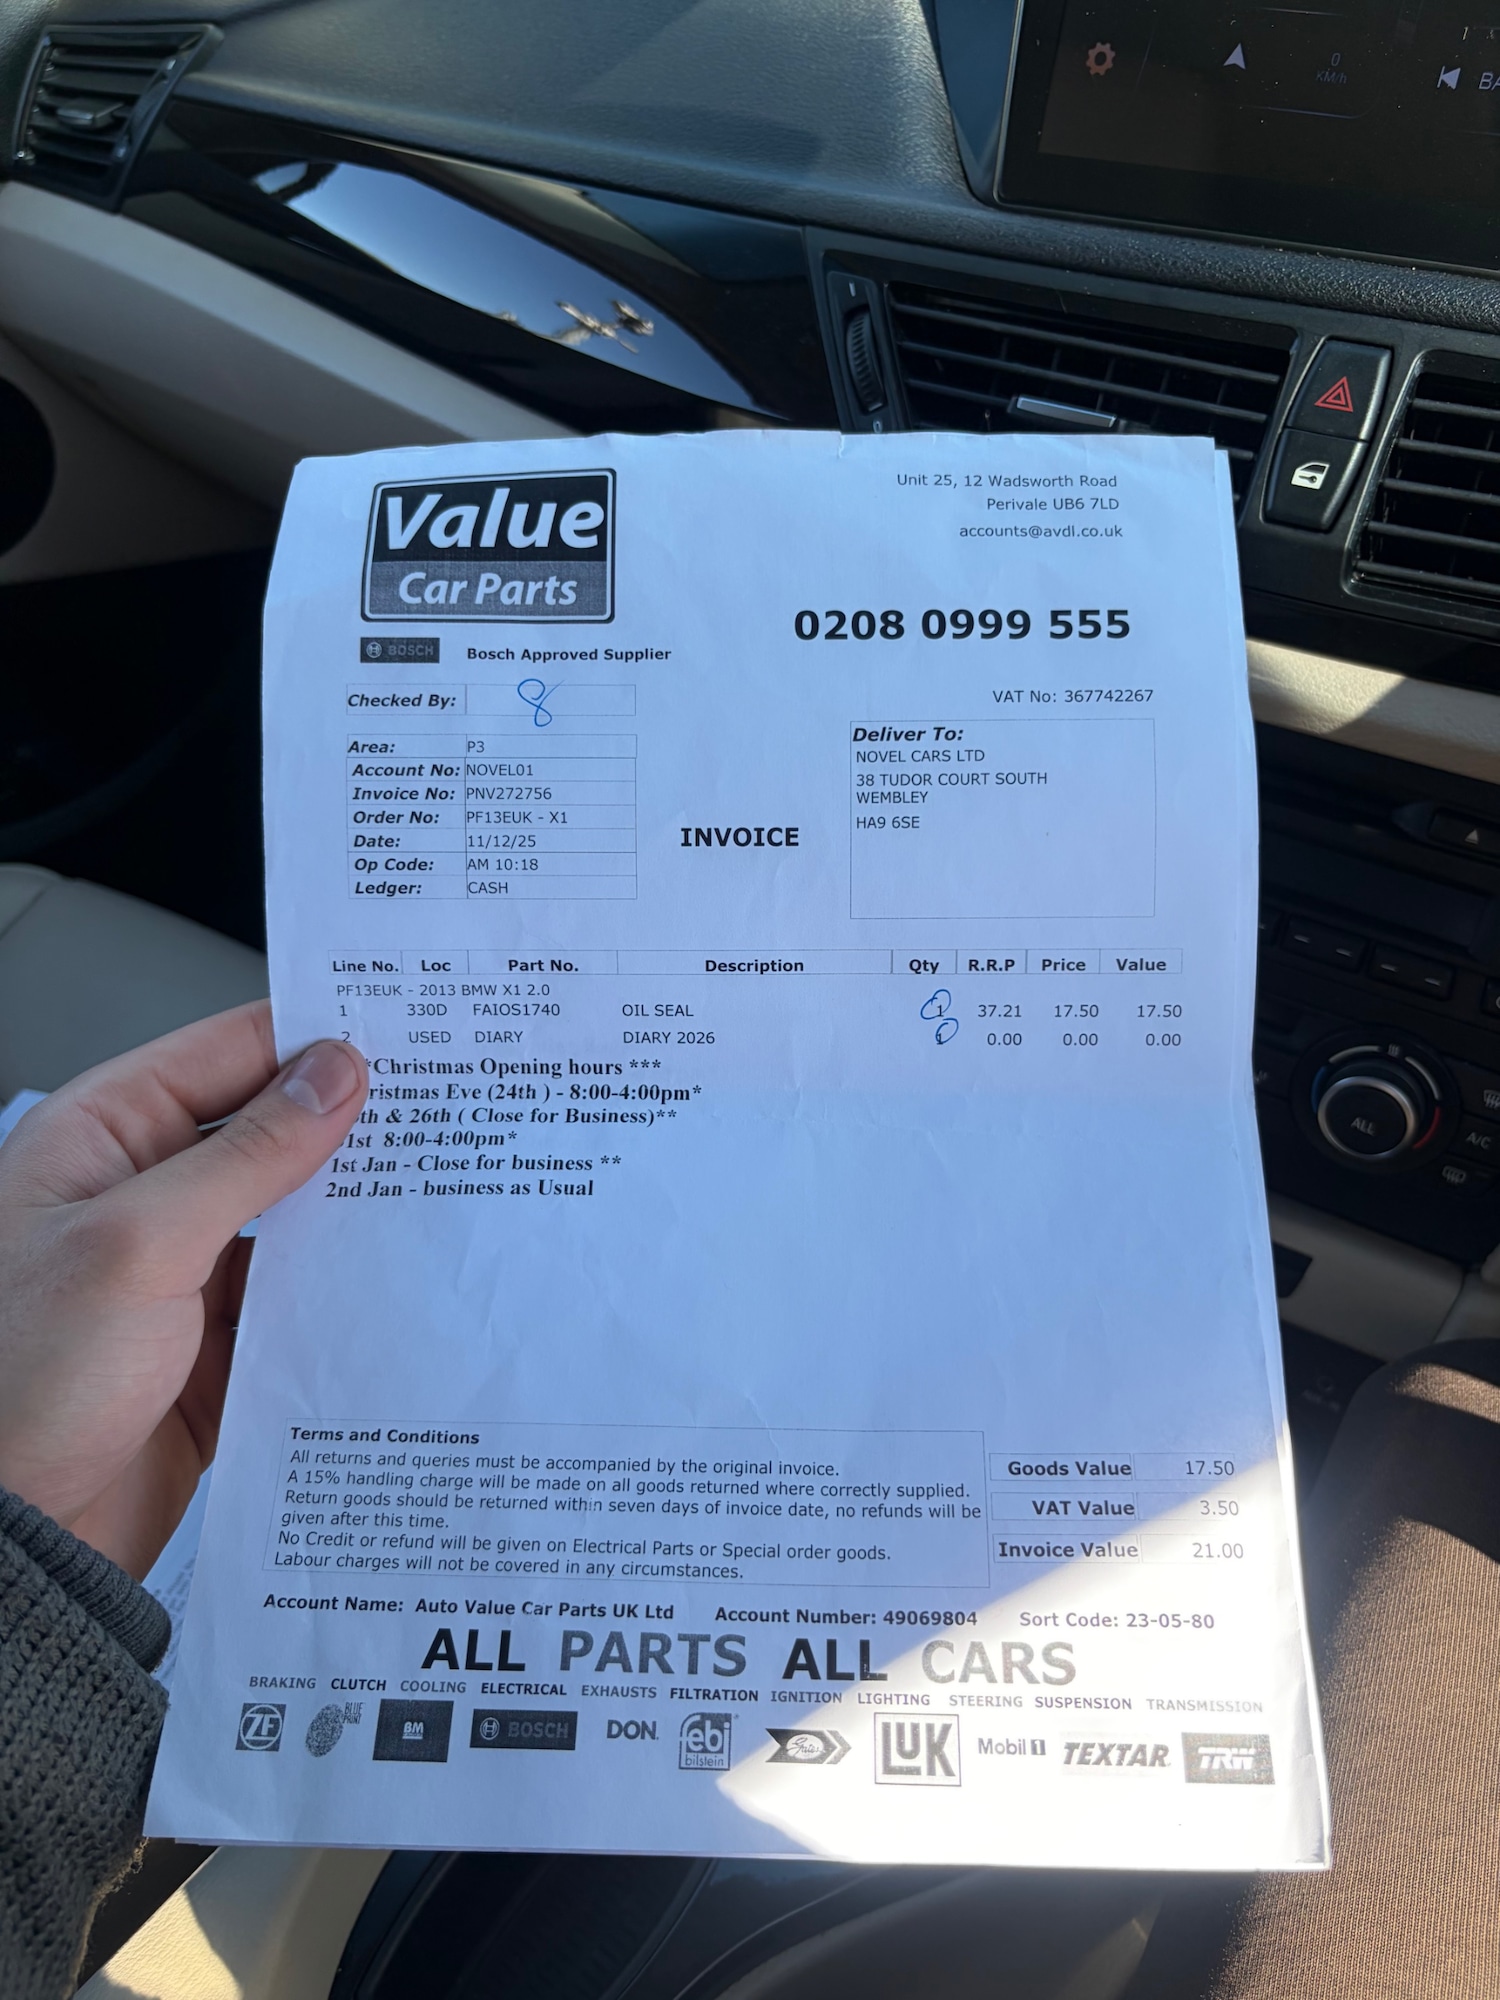 0
KM/h
Value
Car Parts
BOSCH
Bosch Approved Supplier
Unit 25, 12 Wadsworth Road
Perivale UB6 7LD
accounts@avdl.co.uk
0208 0999 555
VAT No: 367742267
Checked By: 8
Area: P3
Account No: NOVEL01
Invoice No: PNV272756
Order No: PF13EUK - X1
Date: 11/12/25
Op Code: AM 10:18
Ledger: CASH
INVOICE
Deliver To:
NOVEL CARS LTD
38 TUDOR COURT SOUTH
WEMBLEY
HA9 6SE
Line No. Loc Part No. Description Qty R.R.P Price Value
PF13EUK - 2013 BMW X1 2.0
1 330D FAIOS1740 OIL SEAL 1 37.21 17.50 17.50
2 USED DIARY DIARY 2026 1 0.00 0.00 0.00
*Christmas Opening hours ***
ristmas Eve (24th ) - 8:00-4:00pm*
th & 26th ( Close for Business)**
1st 8:00-4:00pm*
1st Jan - Close for business **
2nd Jan - business as Usual
Terms and Conditions
All returns and queries must be accompanied by the original invoice.
A 15% handling charge will be made on all goods returned where correctly supplied.
Return goods should be returned within seven days of invoice date, no refunds will be
given after this time.
No Credit or refund will be given on Electrical Parts or Special order goods.
Labour charges will not be covered in any circumstances.
Goods Value 17.50
VAT Value 3.50
Invoice Value 21.00
Account Name: Auto Value Car Parts UK Ltd Account Number: 49069804 Sort Code: 23-05-80
ALL PARTS ALL CARS
BRAKING CLUTCH COOLING ELECTRICAL EXHAUSTS FILTRATION IGNITION LIGHTING STEERING SUSPENSION TRANSMISSION
ZF BLUE PRINT BM BOSCH DON. febi bilstein Gates LUK Mobil 1 TEXTAR TRW
ALL
A/C